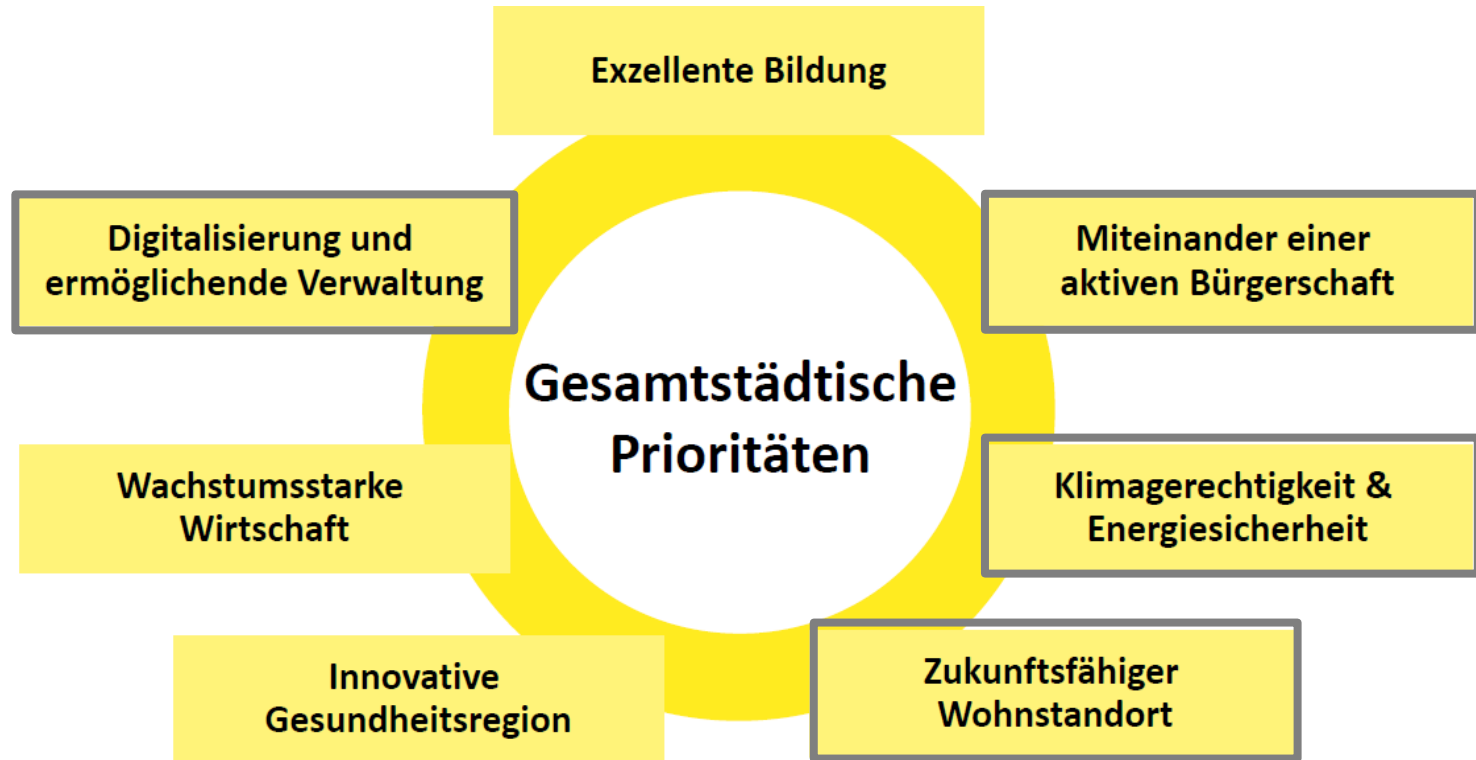 Exzellente Bildung
Digitalisierung und
ermöglichende Verwaltung
Miteinander einer
aktiven Bürgerschaft
Gesamtstädtische
Prioritäten
Wachstumsstarke
Wirtschaft
Klimagerechtigkeit &
Energiesicherheit
Innovative
Gesundheitsregion
Zukunftsfähiger
Wohnstandort